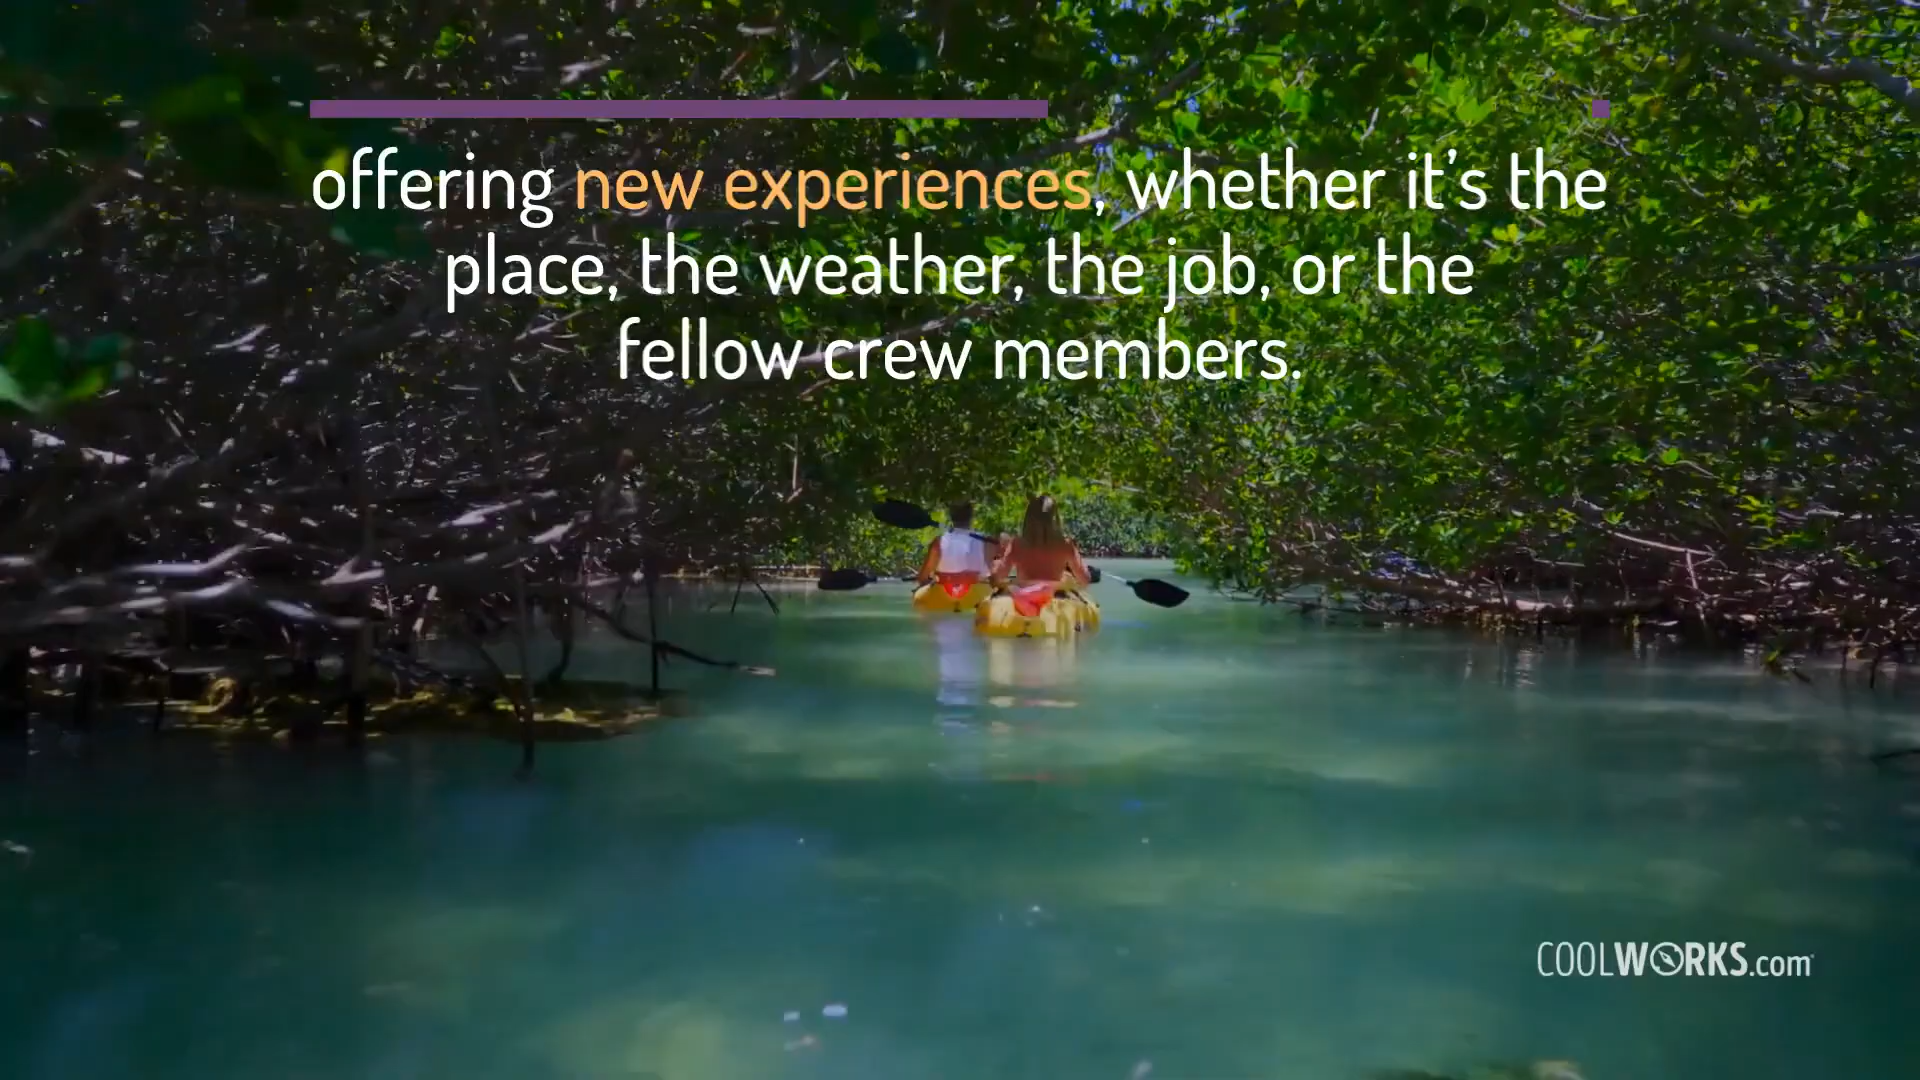 offering new experiences, whether it’s the
place, the weather, the job, or the
fellow crew members.
COOLWORKS.com